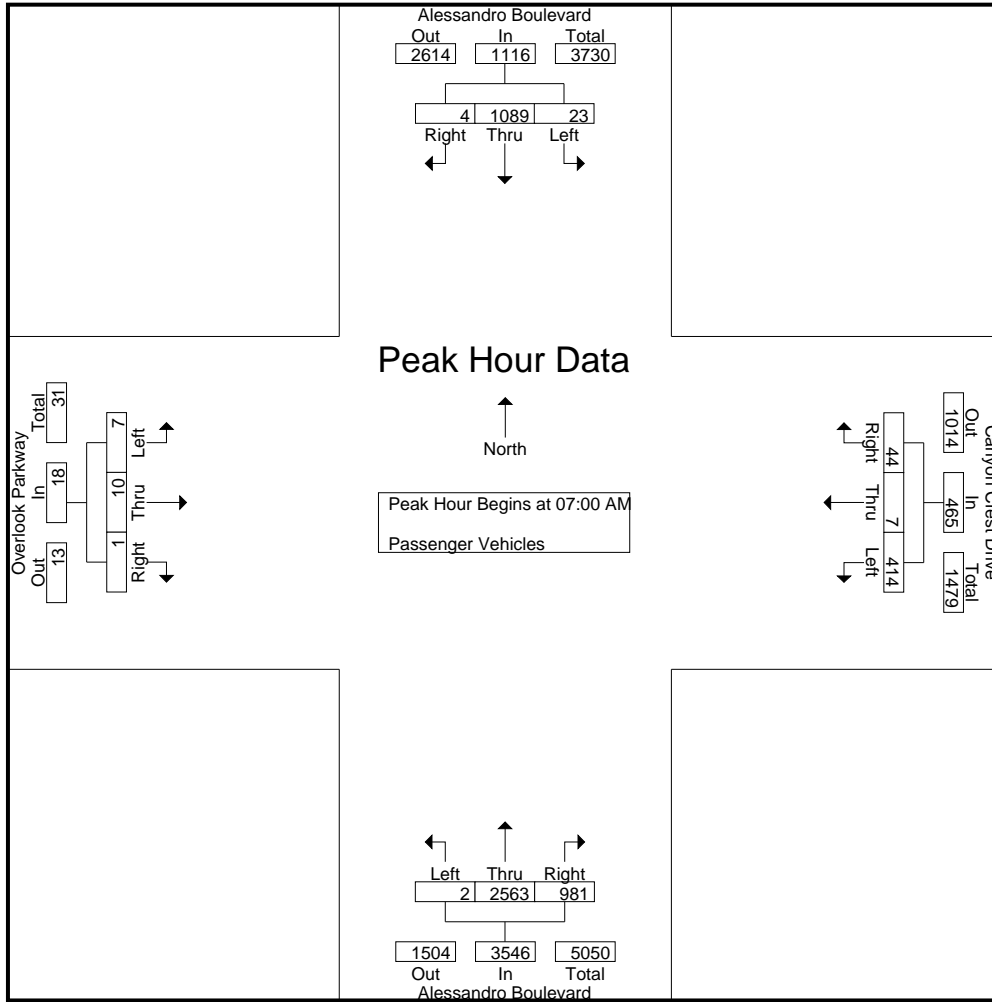 Alessandro Boulevard
Out In Total
2614 1116 3730
4 1089 23
Right Thru Left
Peak Hour Data
North
Peak Hour Begins at 07:00 AM
Passenger Vehicles
Overlook Parkway
Total In Out
31 18 13
7 10 1
Left Thru Right
Canyon Crest Drive
Out In Total
1014 465 1479
44 7 414
Right Thru Left
Left Thru Right
2 2563 981
1504 3546 5050
Out In Total
Alessandro Boulevard